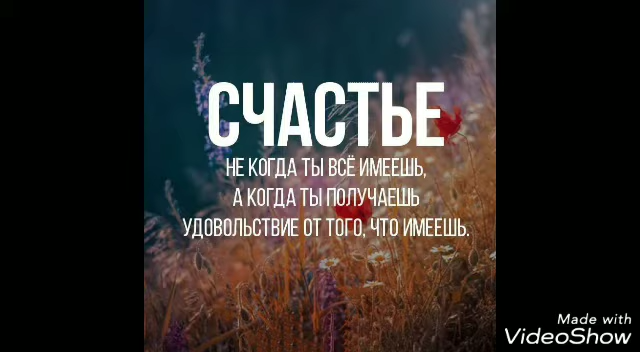 СЧАСТЬЕ
НЕ КОГДА ТЫ ВСЁ ИМЕЕШЬ,
А КОГДА ТЫ ПОЛУЧАЕШЬ
УДОВОЛЬСТВИЕ ОТ ТОГО, ЧТО ИМЕЕШЬ.
Made with
VideoShow